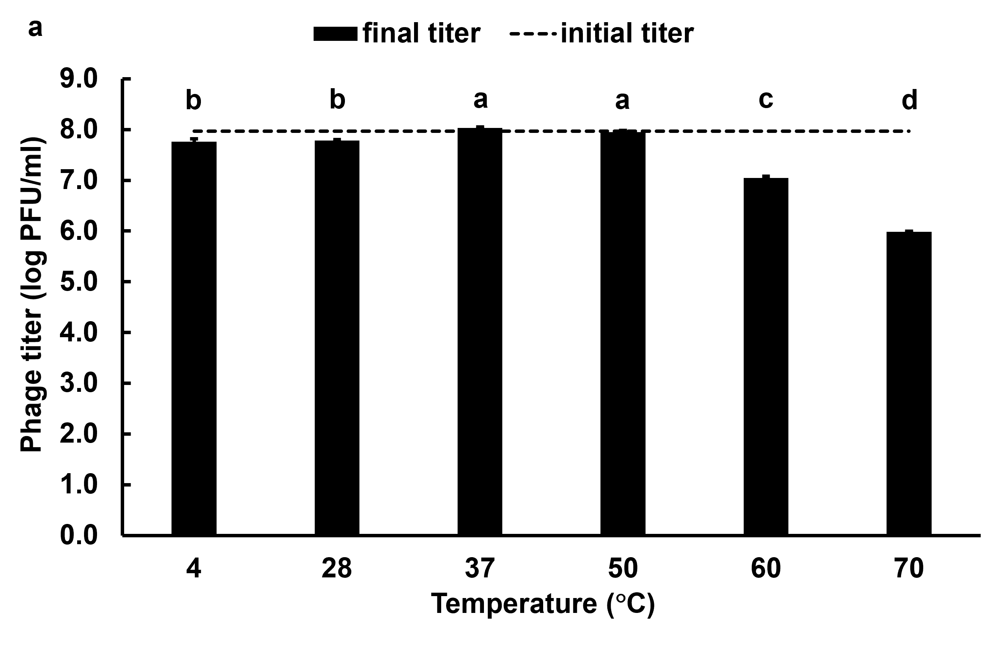 a
final titer initial titer
9.0
8.0
7.0
6.0
5.0
4.0
3.0
2.0
1.0
0.0
Phage titer (log PFU/ml)
b b a a c d
4 28 37 50 60 70
Temperature (°C)